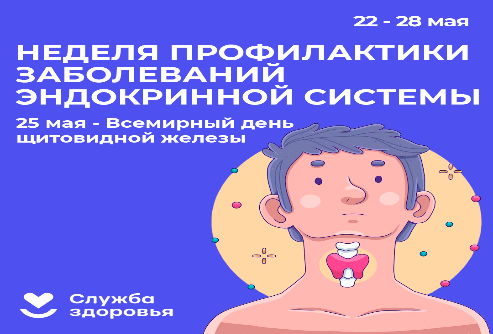 22 - 28 мая
НЕДЕЛЯ ПРОФИЛАКТИКИ
ЗАБОЛЕВАНИЙ
ЭНДОКРИННОЙ СИСТЕМЫ
25 мая - Всемирный день
щитовидной железы
Служба
здоровья